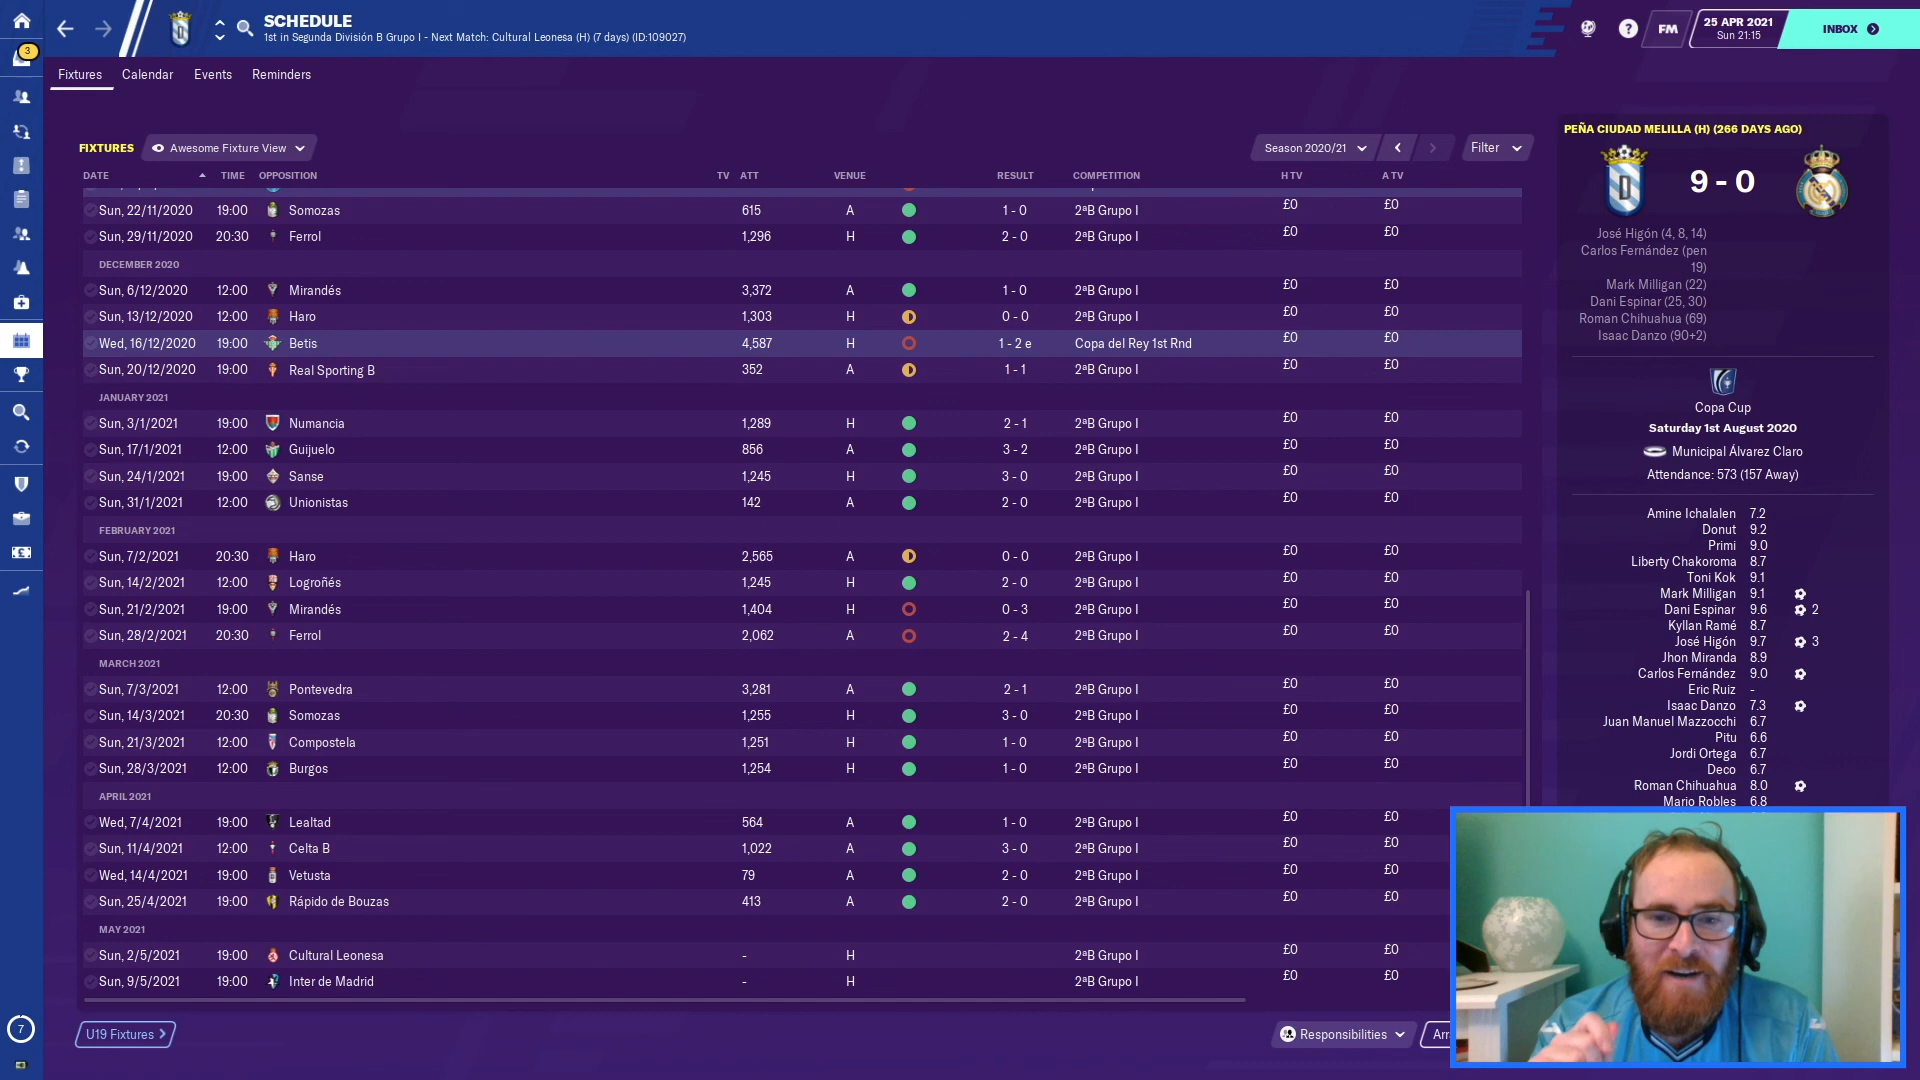 SCHEDULE
1st in Segunda División B Grupo I - Next Match: Cultural Leonesa (H) (7 days) (ID:109027)
3
? FM 25 APR 2021 INBOX
Sun 21:15
Fixtures Calendar Events Reminders
FIXTURES Awesome Fixture View Season 2020/21 Filter
DATE TIME OPPOSITION TV ATT VENUE RESULT COMPETITION H TV A TV
Sun, 22/11/2020 19:00 Somozas 615 A 1 - 0 2ªB Grupo I £0 £0
Sun, 29/11/2020 20:30 Ferrol 1,296 H 2 - 0 2ªB Grupo I £0 £0
DECEMBER 2020
Sun, 6/12/2020 12:00 Mirandés 3,372 A 1 - 0 2ªB Grupo I £0 £0
Sun, 13/12/2020 12:00 Haro 1,303 H 0 - 0 2ªB Grupo I £0 £0
Wed, 16/12/2020 19:00 Betis 4,587 H 1 - 2 e Copa del Rey 1st Rnd £0 £0
Sun, 20/12/2020 19:00 Real Sporting B 352 A 1 - 1 2ªB Grupo I £0 £0
JANUARY 2021
Sun, 3/1/2021 19:00 Numancia 1,289 H 2 - 1 2ªB Grupo I £0 £0
Sun, 17/1/2021 12:00 Guijuelo 856 A 3 - 2 2ªB Grupo I £0 £0
Sun, 24/1/2021 19:00 Sanse 1,245 H 3 - 0 2ªB Grupo I £0 £0
Sun, 31/1/2021 12:00 Unionistas 142 A 2 - 0 2ªB Grupo I £0 £0
FEBRUARY 2021
Sun, 7/2/2021 20:30 Haro 2,565 A 0 - 0 2ªB Grupo I £0 £0
Sun, 14/2/2021 12:00 Logroñés 1,245 H 2 - 0 2ªB Grupo I £0 £0
Sun, 21/2/2021 19:00 Mirandés 1,404 H 0 - 3 2ªB Grupo I £0 £0
Sun, 28/2/2021 20:30 Ferrol 2,062 A 2 - 4 2ªB Grupo I £0 £0
MARCH 2021
Sun, 7/3/2021 12:00 Pontevedra 3,281 A 2 - 1 2ªB Grupo I £0 £0
Sun, 14/3/2021 20:30 Somozas 1,255 H 3 - 0 2ªB Grupo I £0 £0
Sun, 21/3/2021 12:00 Compostela 1,251 H 1 - 0 2ªB Grupo I £0 £0
Sun, 28/3/2021 12:00 Burgos 1,254 H 1 - 0 2ªB Grupo I £0 £0
APRIL 2021
Wed, 7/4/2021 19:00 Lealtad 564 A 1 - 0 2ªB Grupo I £0 £0
Sun, 11/4/2021 12:00 Celta B 1,022 A 3 - 0 2ªB Grupo I £0 £0
Wed, 14/4/2021 19:00 Vetusta 79 A 2 - 0 2ªB Grupo I £0 £0
Sun, 25/4/2021 19:00 Rápido de Bouzas 413 A 2 - 0 2ªB Grupo I £0 £0
MAY 2021
Sun, 2/5/2021 19:00 Cultural Leonesa - H 2ªB Grupo I £0 £0
Sun, 9/5/2021 19:00 Inter de Madrid - H 2ªB Grupo I £0 £0
7
U19 Fixtures Responsibilities
PEÑA CIUDAD MELILLA (H) (266 DAYS AGO)
9 - 0
José Higón (4, 8, 14)
Carlos Fernández (pen
19)
Mark Milligan (22)
Dani Espinar (25, 30)
Roman Chihuahua (69)
Isaac Danzo (90+2)
Copa Cup
Saturday 1st August 2020
Municipal Álvarez Claro
Attendance: 573 (157 Away)
Amine Ichalalen 7.2
Donut 9.2
Primi 9.0
Liberty Chakoroma 8.7
Toni Kok 9.1
Mark Milligan 9.1
Dani Espinar 9.6 2
Kyllan Ramé 8.7
José Higón 9.7 3
Jhon Miranda 8.9
Carlos Fernández 9.0
Eric Ruiz -
Isaac Danzo 7.3
Juan Manuel Mazzocchi 6.7
Pitu 6.6
Jordi Ortega 6.7
Deco 6.7
Roman Chihuahua 8.0
Mario Robles 6.8